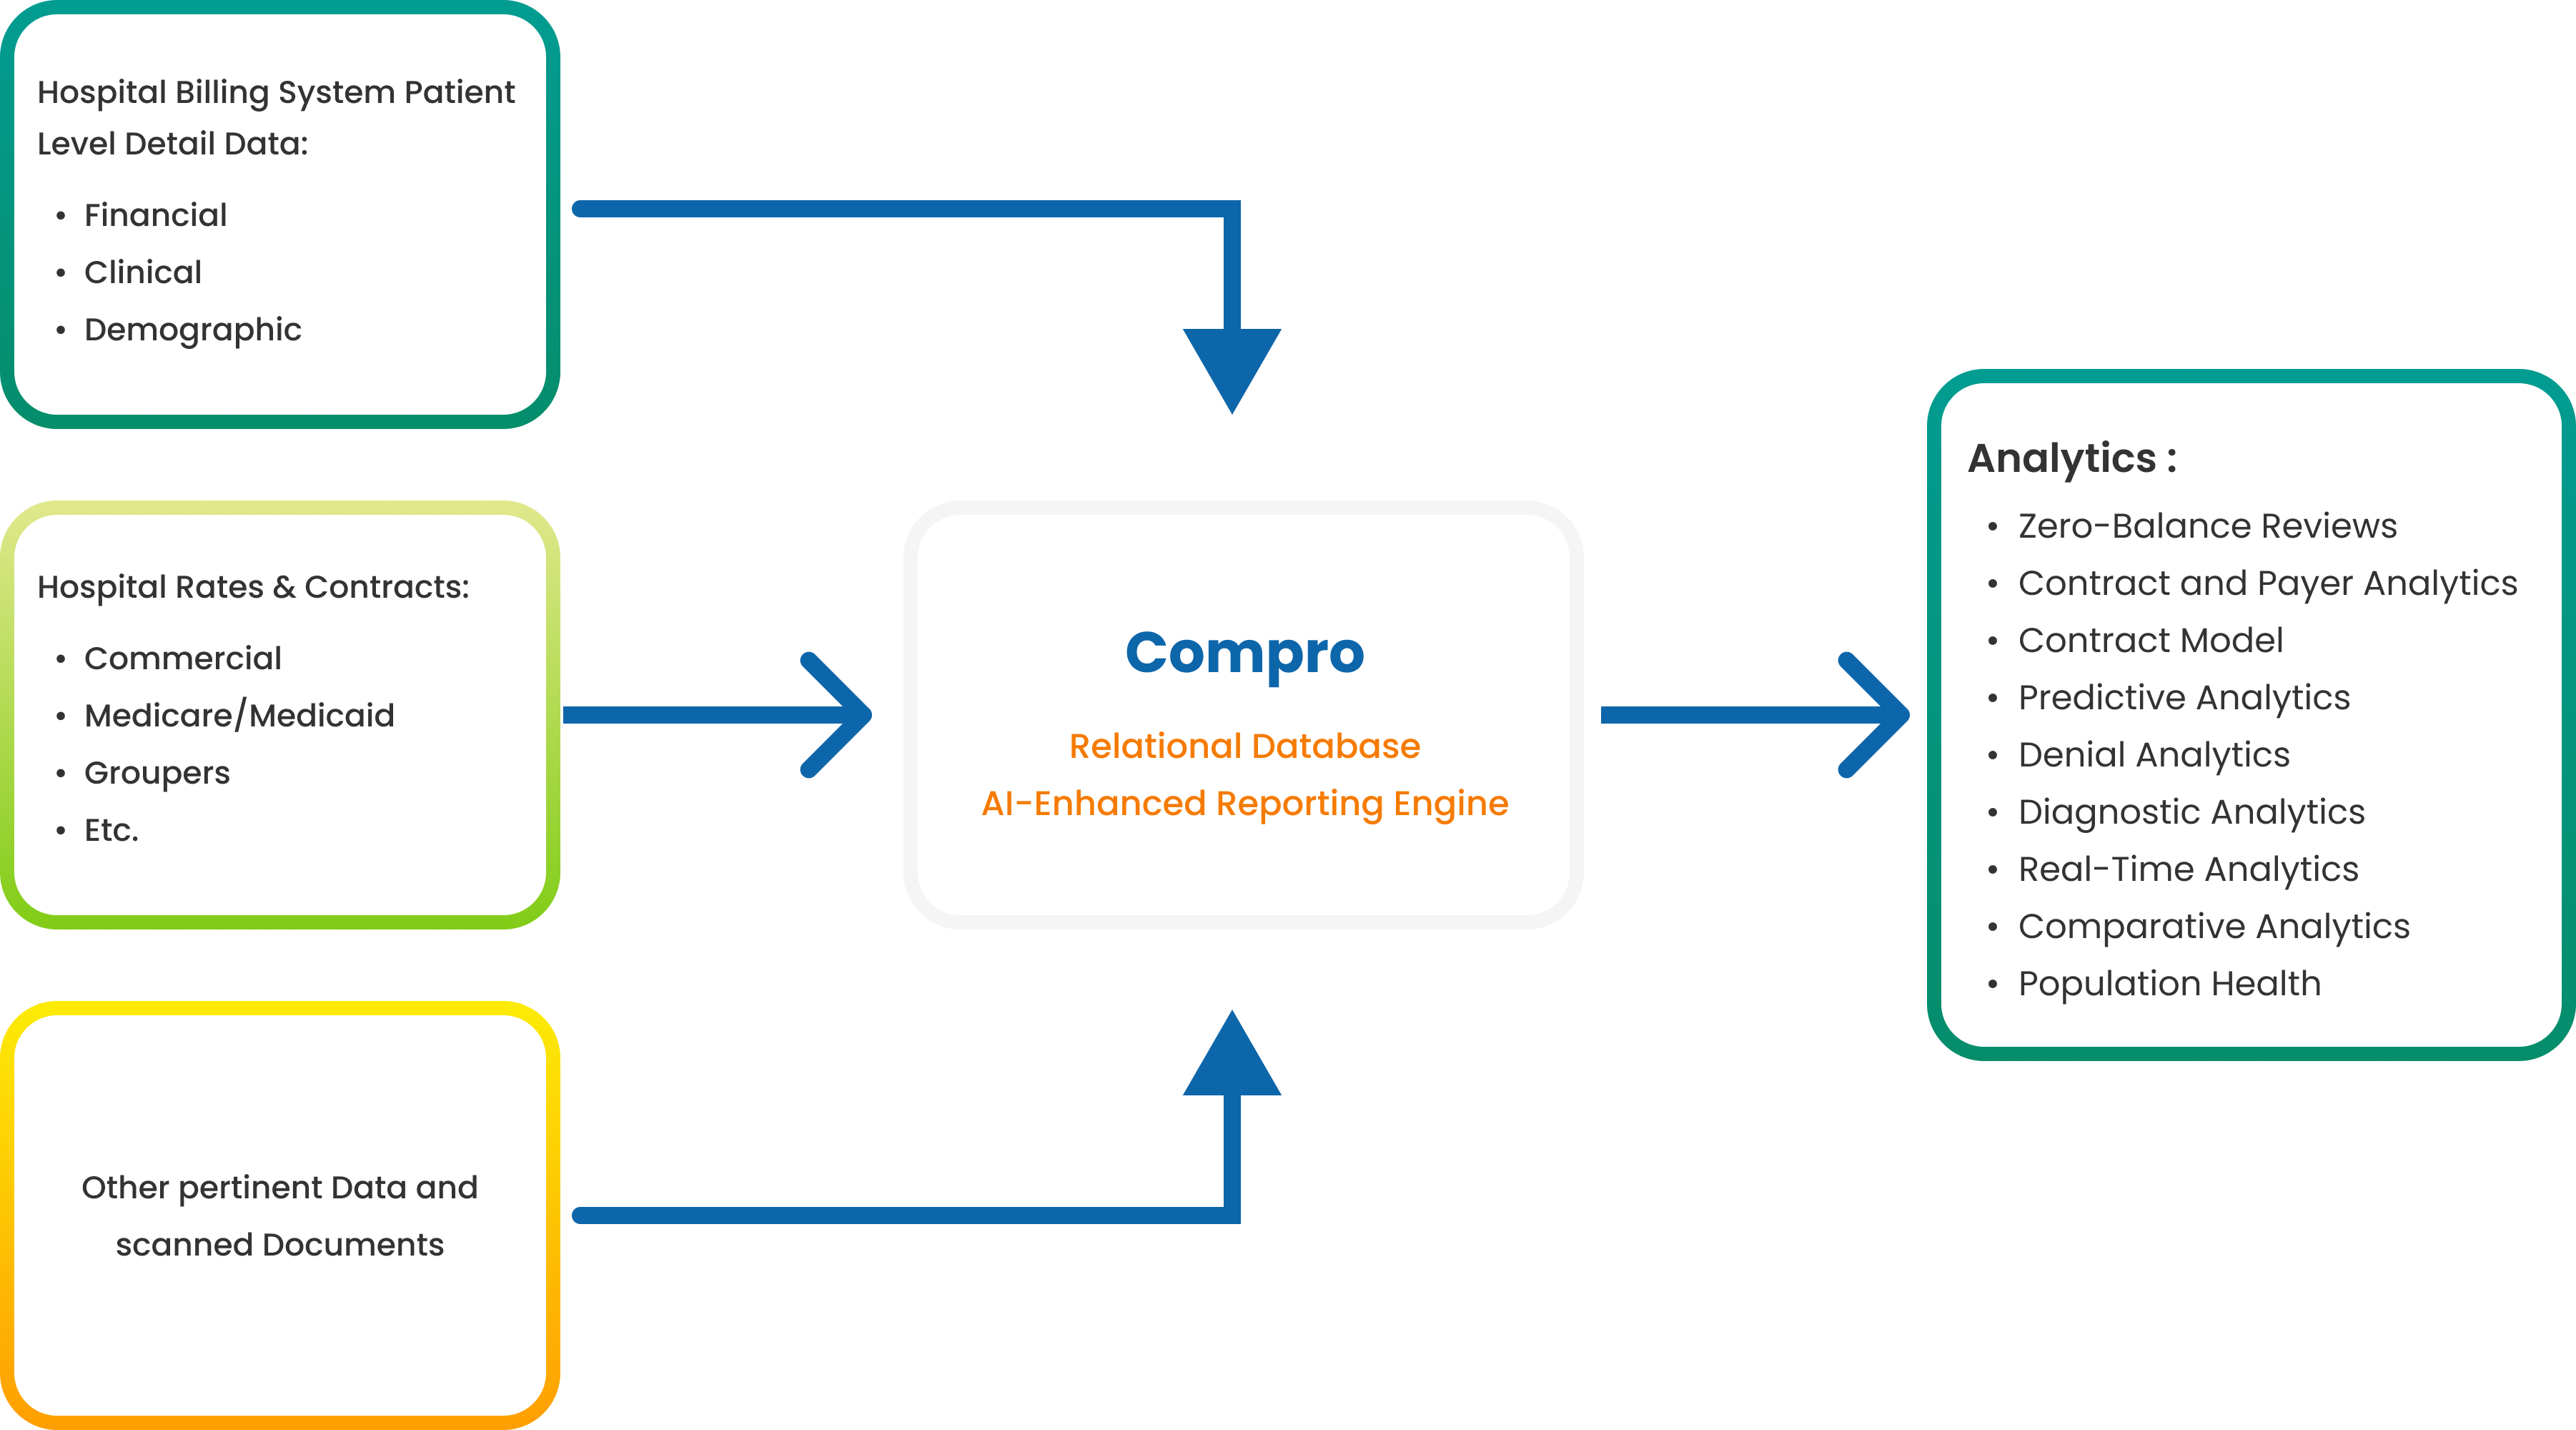 Hospital Billing System Patient
Level Detail Data:
• Financial
• Clinical
• Demographic
Hospital Rates & Contracts:
• Commercial
• Medicare/Medicaid
• Groupers
• Etc.
Other pertinent Data and
scanned Documents
Compro
Relational Database
AI-Enhanced Reporting Engine
Analytics :
• Zero-Balance Reviews
• Contract and Payer Analytics
• Contract Model
• Predictive Analytics
• Denial Analytics
• Diagnostic Analytics
• Real-Time Analytics
• Comparative Analytics
• Population Health